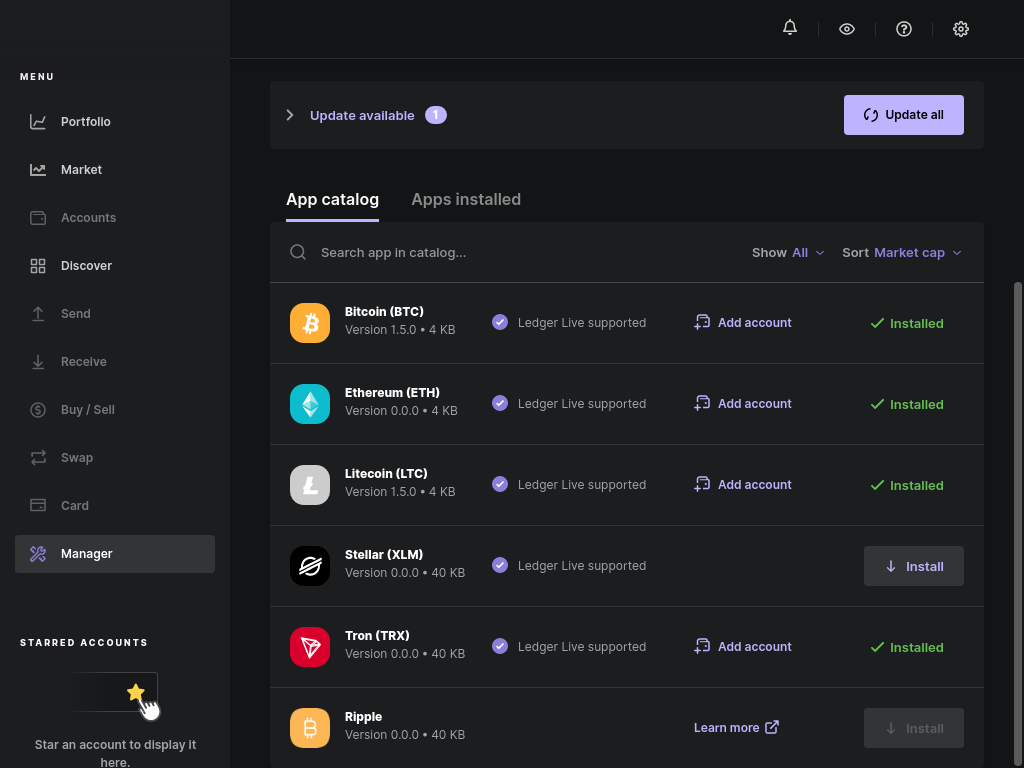 MENU
Portfolio
Market
Accounts
Discover
Send
Receive
Buy / Sell
Swap
Card
Manager
STARRED ACCOUNTS
Star an account to display it
here.
Update available 1
Update all
App catalog Apps installed
Search app in catalog... Show All Sort Market cap
Bitcoin (BTC)
Version 1.5.0 • 4 KB
Ledger Live supported
Add account
Installed
Ethereum (ETH)
Version 0.0.0 • 4 KB
Ledger Live supported
Add account
Installed
Litecoin (LTC)
Version 1.5.0 • 4 KB
Ledger Live supported
Add account
Installed
Stellar (XLM)
Version 0.0.0 • 40 KB
Ledger Live supported
Install
Tron (TRX)
Version 0.0.0 • 40 KB
Ledger Live supported
Add account
Installed
Ripple
Version 0.0.0 • 40 KB
Learn more
Install